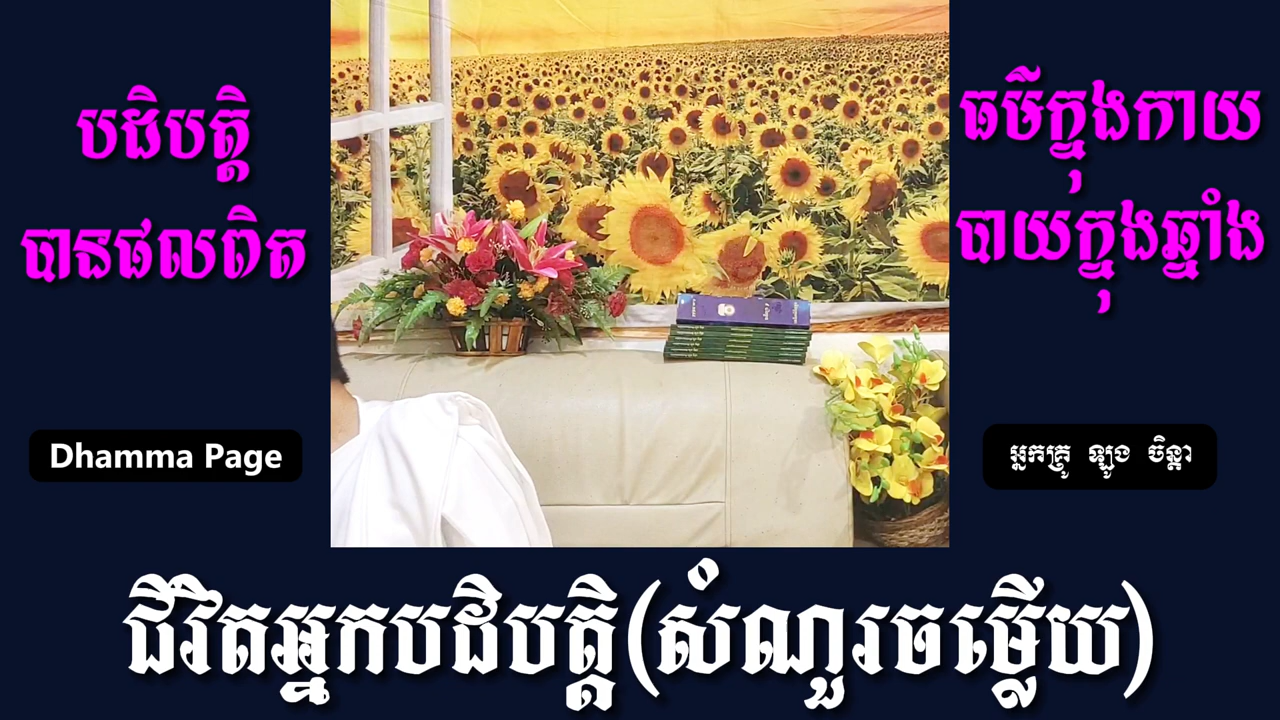 បដិបត្តិ
បានផលពិត
ធម៌ក្នុងកាយ
បាយក្នុងឆ្នាំង
Dhamma Page
អ្នកគ្រូ ឡុង ចិន្តា
ជីវិតអ្នកបដិបត្តិ(សំណួរចម្លើយ)